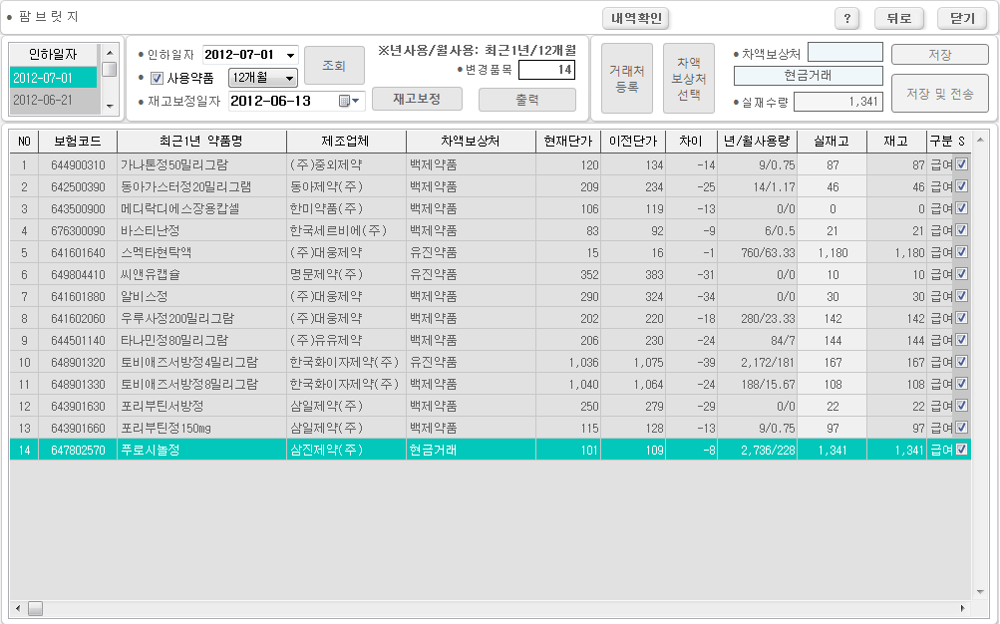 • 팜 브 릿 지 내역확인 ? 뒤로 닫기
인하일자
2012-07-01
2012-06-21
• 인하일자 2012-07-01
• 사용약품 12개월
• 재고보정일자 2012-06-13
조회
※년사용/월사용: 최근1년/12개월
• 변경품목 14
재고보정 출력
거래처
등록
차액
보상처
선택
• 차액보상처
현금거래
• 실재수량 1,341
저장
저장 및 전송
NO 보험코드 최근1년 약품명 제조업체 차액보상처 현재단가 이전단가 차이 년/월사용량 실재고 재고 구분 S
1 644900310 가나톤정50밀리그람 (주)중외제약 백제약품 120 134 -14 9/0.75 87 87 급여
2 642500390 동아가스터정20밀리그램 동아제약(주) 백제약품 209 234 -25 14/1.17 46 46 급여
3 643500900 메디락디에스장용캅셀 한미약품(주) 백제약품 106 119 -13 0/0 0 0 급여
4 676300090 바스티난정 한국세르비에(주) 백제약품 83 92 -9 6/0.5 21 21 급여
5 641601640 스멕타현탁액 (주)대웅제약 유진약품 15 16 -1 760/63.33 1,180 1,180 급여
6 649804410 씨앤유캡슐 명문제약(주) 유진약품 352 383 -31 0/0 10 10 급여
7 641601880 알비스정 (주)대웅제약 백제약품 290 324 -34 0/0 30 30 급여
8 641602060 우루사정200밀리그람 (주)대웅제약 백제약품 202 220 -18 280/23.33 142 142 급여
9 644501140 타나민정80밀리그람 (주)유유제약 백제약품 206 230 -24 84/7 144 144 급여
10 648901320 토비애즈서방정4밀리그람 한국화이자제약(주) 유진약품 1,036 1,075 -39 2,172/181 167 167 급여
11 648901330 토비애즈서방정8밀리그람 한국화이자제약(주) 백제약품 1,040 1,064 -24 188/15.67 108 108 급여
12 643901630 포리부틴서방정 삼일제약(주) 백제약품 250 279 -29 0/0 22 22 급여
13 643901660 포리부틴정150mg 삼일제약(주) 백제약품 115 128 -13 9/0.75 97 97 급여
14 647802570 푸로시놀정 삼진제약(주) 현금거래 101 109 -8 2,736/228 1,341 1,341 급여